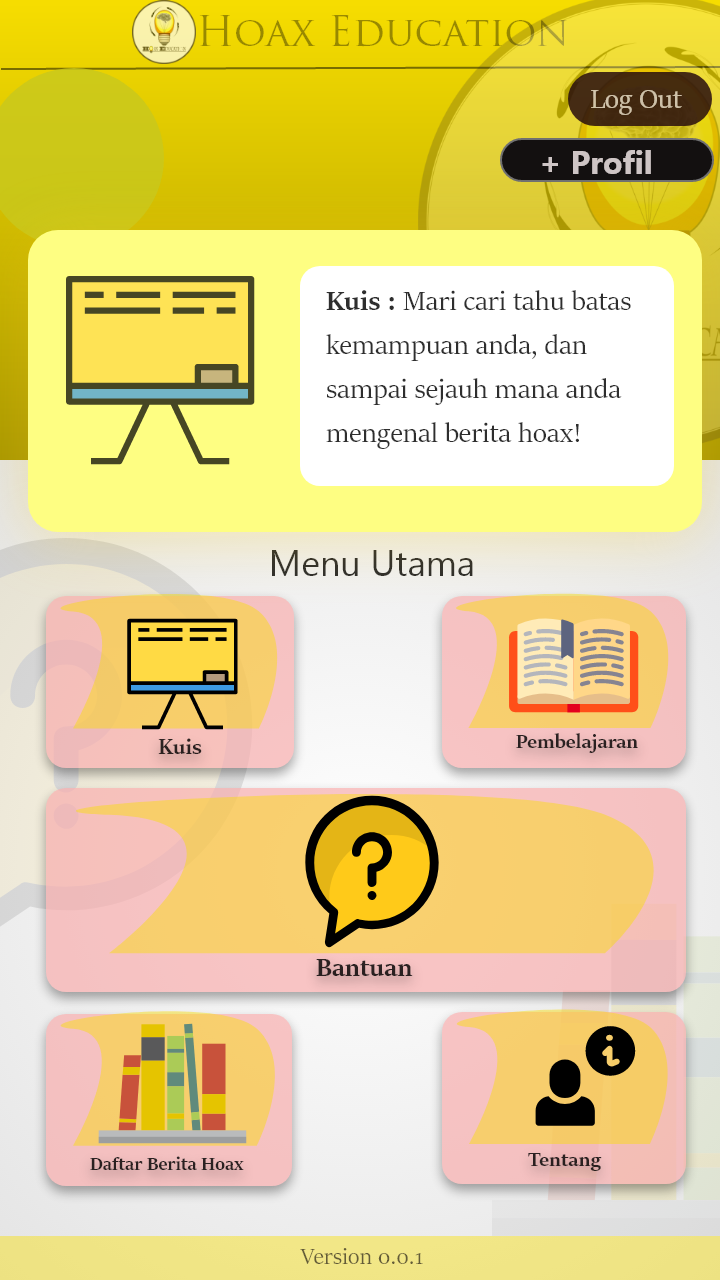 Hoax Education
Log Out
+ Profil
Kuis : Mari cari tahu batas
kemampuan anda, dan
sampai sejauh mana anda
mengenal berita hoax!
Menu Utama
Kuis
Pembelajaran
Bantuan
Daftar Berita Hoax
Tentang
Version 0.0.1